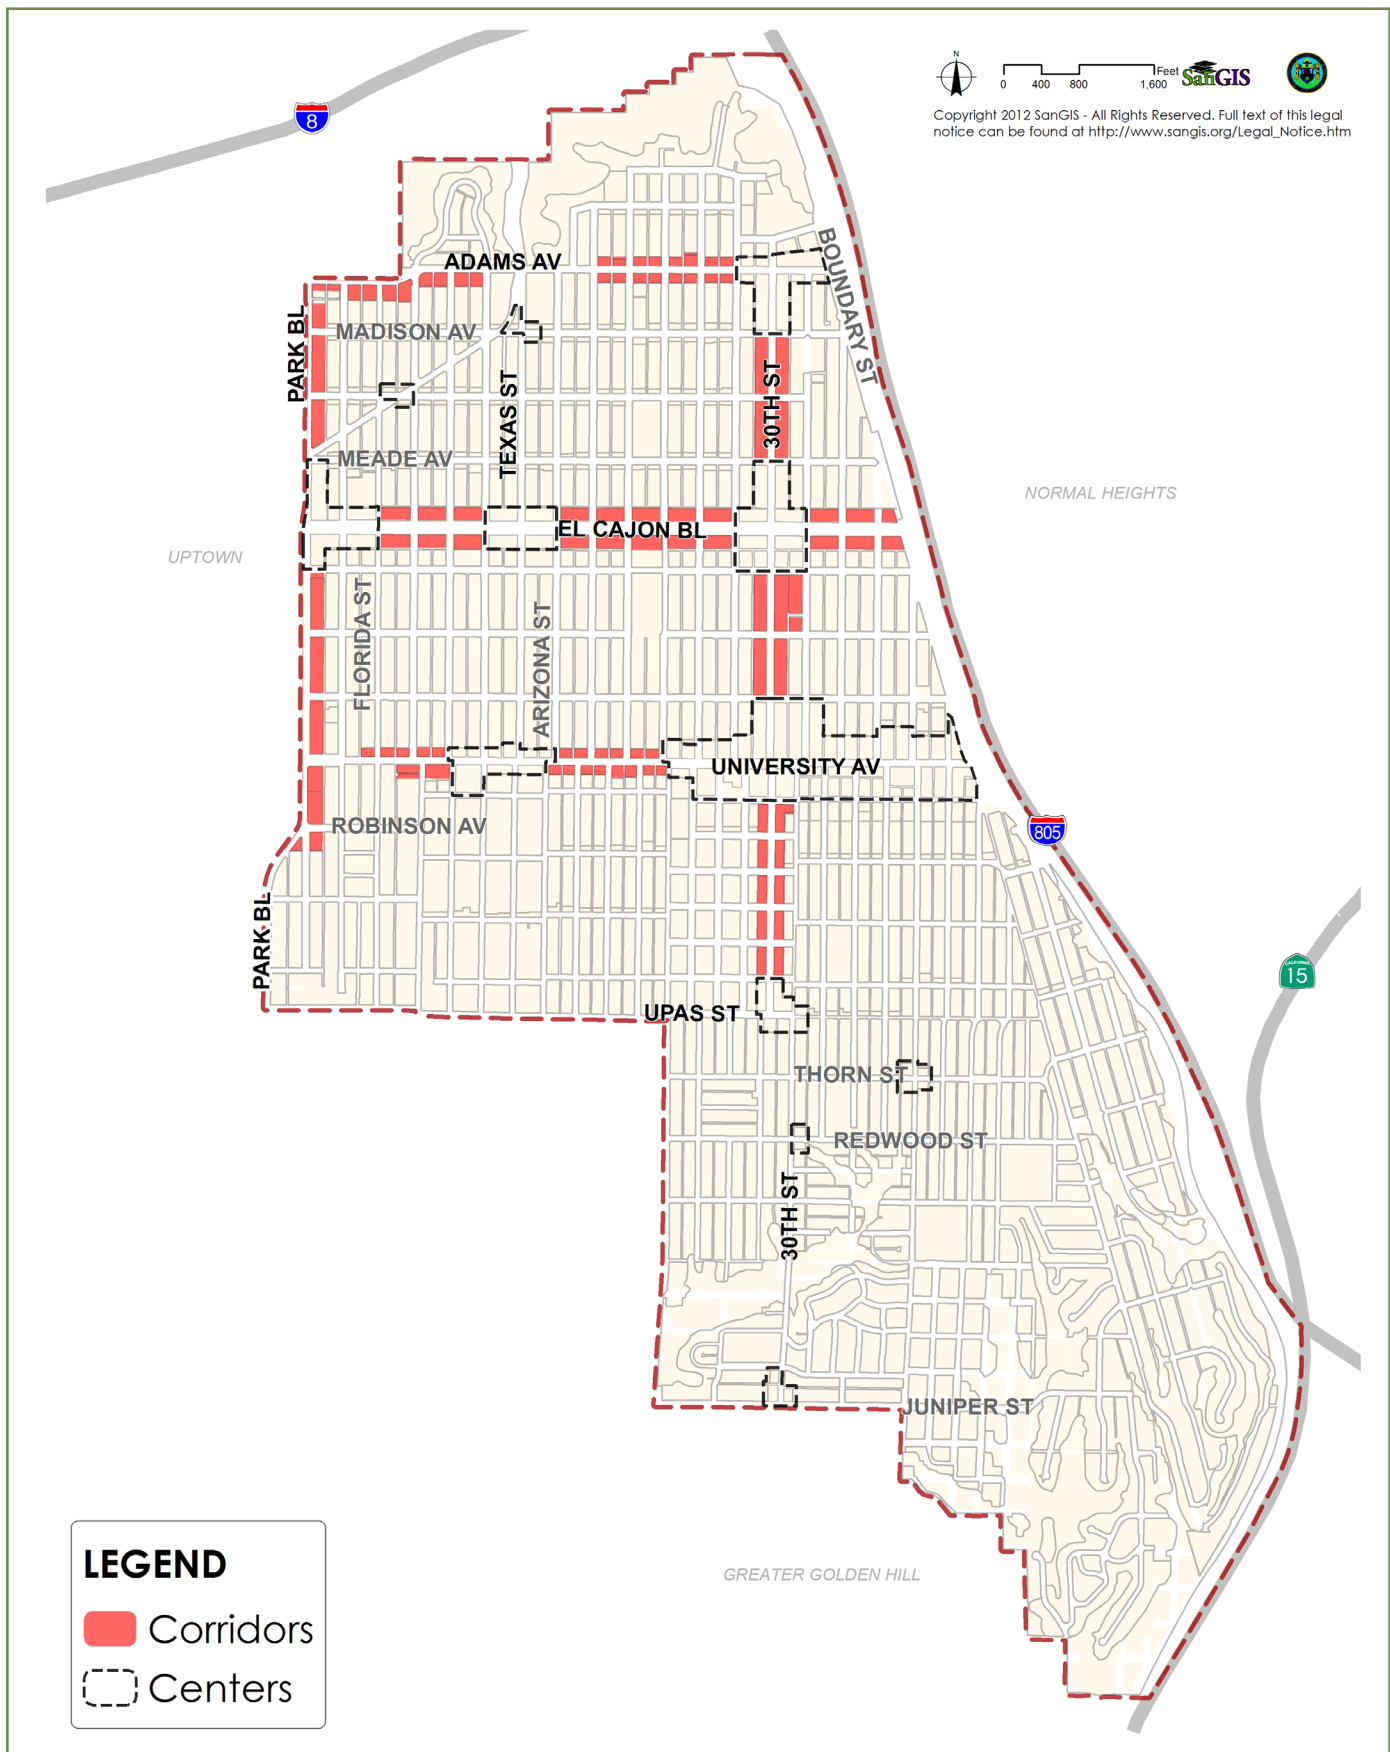 N
Feet
0 400 800 1,600
SanGIS
Copyright 2012 SanGIS - All Rights Reserved. Full text of this legal
notice can be found at http://www.sangis.org/Legal_Notice.htm
8
ADAMS AV
BOUNDARY ST
PARK BL
MADISON AV
TEXAS ST
30TH ST
MEADE AV
NORMAL HEIGHTS
EL CAJON BL
UPTOWN
FLORIDA ST
ARIZONA ST
UNIVERSITY AV
ROBINSON AV
805
PARK BL
CALIFORNIA
15
UPAS ST
THORN ST
REDWOOD ST
30TH ST
JUNIPER ST
GREATER GOLDEN HILL
LEGEND
Corridors
Centers